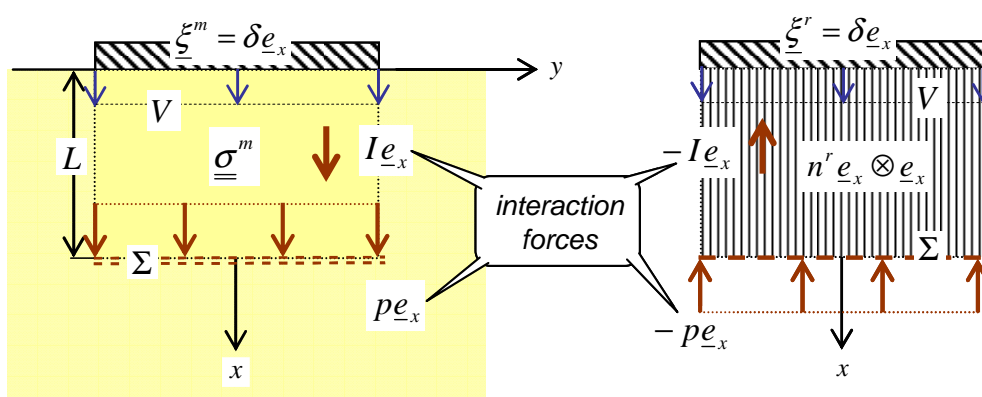 ξ^m = δe_x
y
V
L
σ^m
Ie_x
Σ
pe_x
x
interaction
forces
ξ^r = δe_x
V
-Ie_x
n^r e_x ⊗ e_x
Σ
-pe_x
x